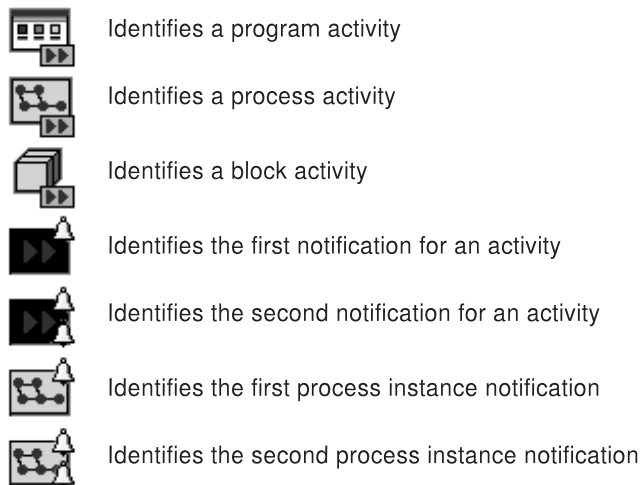 Identifies a program activity
Identifies a process activity
Identifies a block activity
Identifies the first notification for an activity
Identifies the second notification for an activity
Identifies the first process instance notification
Identifies the second process instance notification